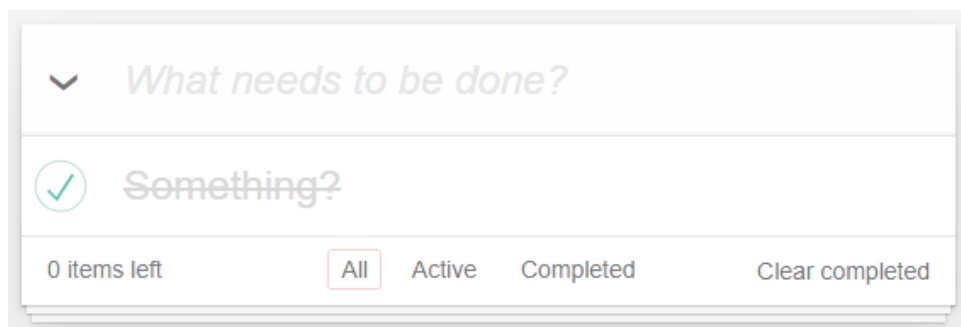 What needs to be done?
Something?
0 items left All Active Completed Clear completed